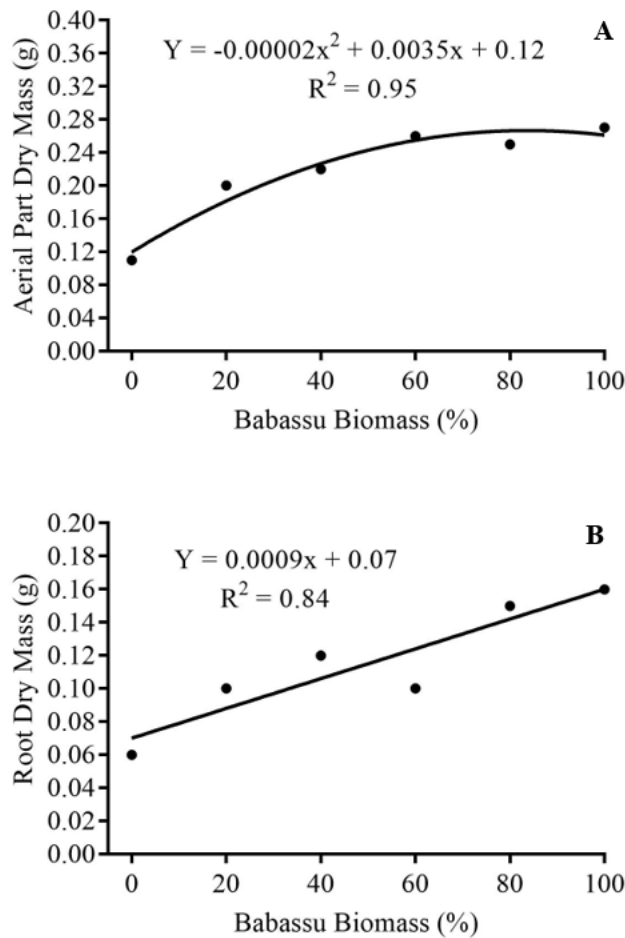 A
Y = -0.00002x² + 0.0035x + 0.12
R² = 0.95
Aerial Part Dry Mass (g)
0.40
0.36
0.32
0.28
0.24
0.20
0.16
0.12
0.08
0.04
0.00
0 20 40 60 80 100
Babassu Biomass (%)
B
Y = 0.0009x + 0.07
R² = 0.84
Root Dry Mass (g)
0.20
0.18
0.16
0.14
0.12
0.10
0.08
0.06
0.04
0.02
0.00
0 20 40 60 80 100
Babassu Biomass (%)